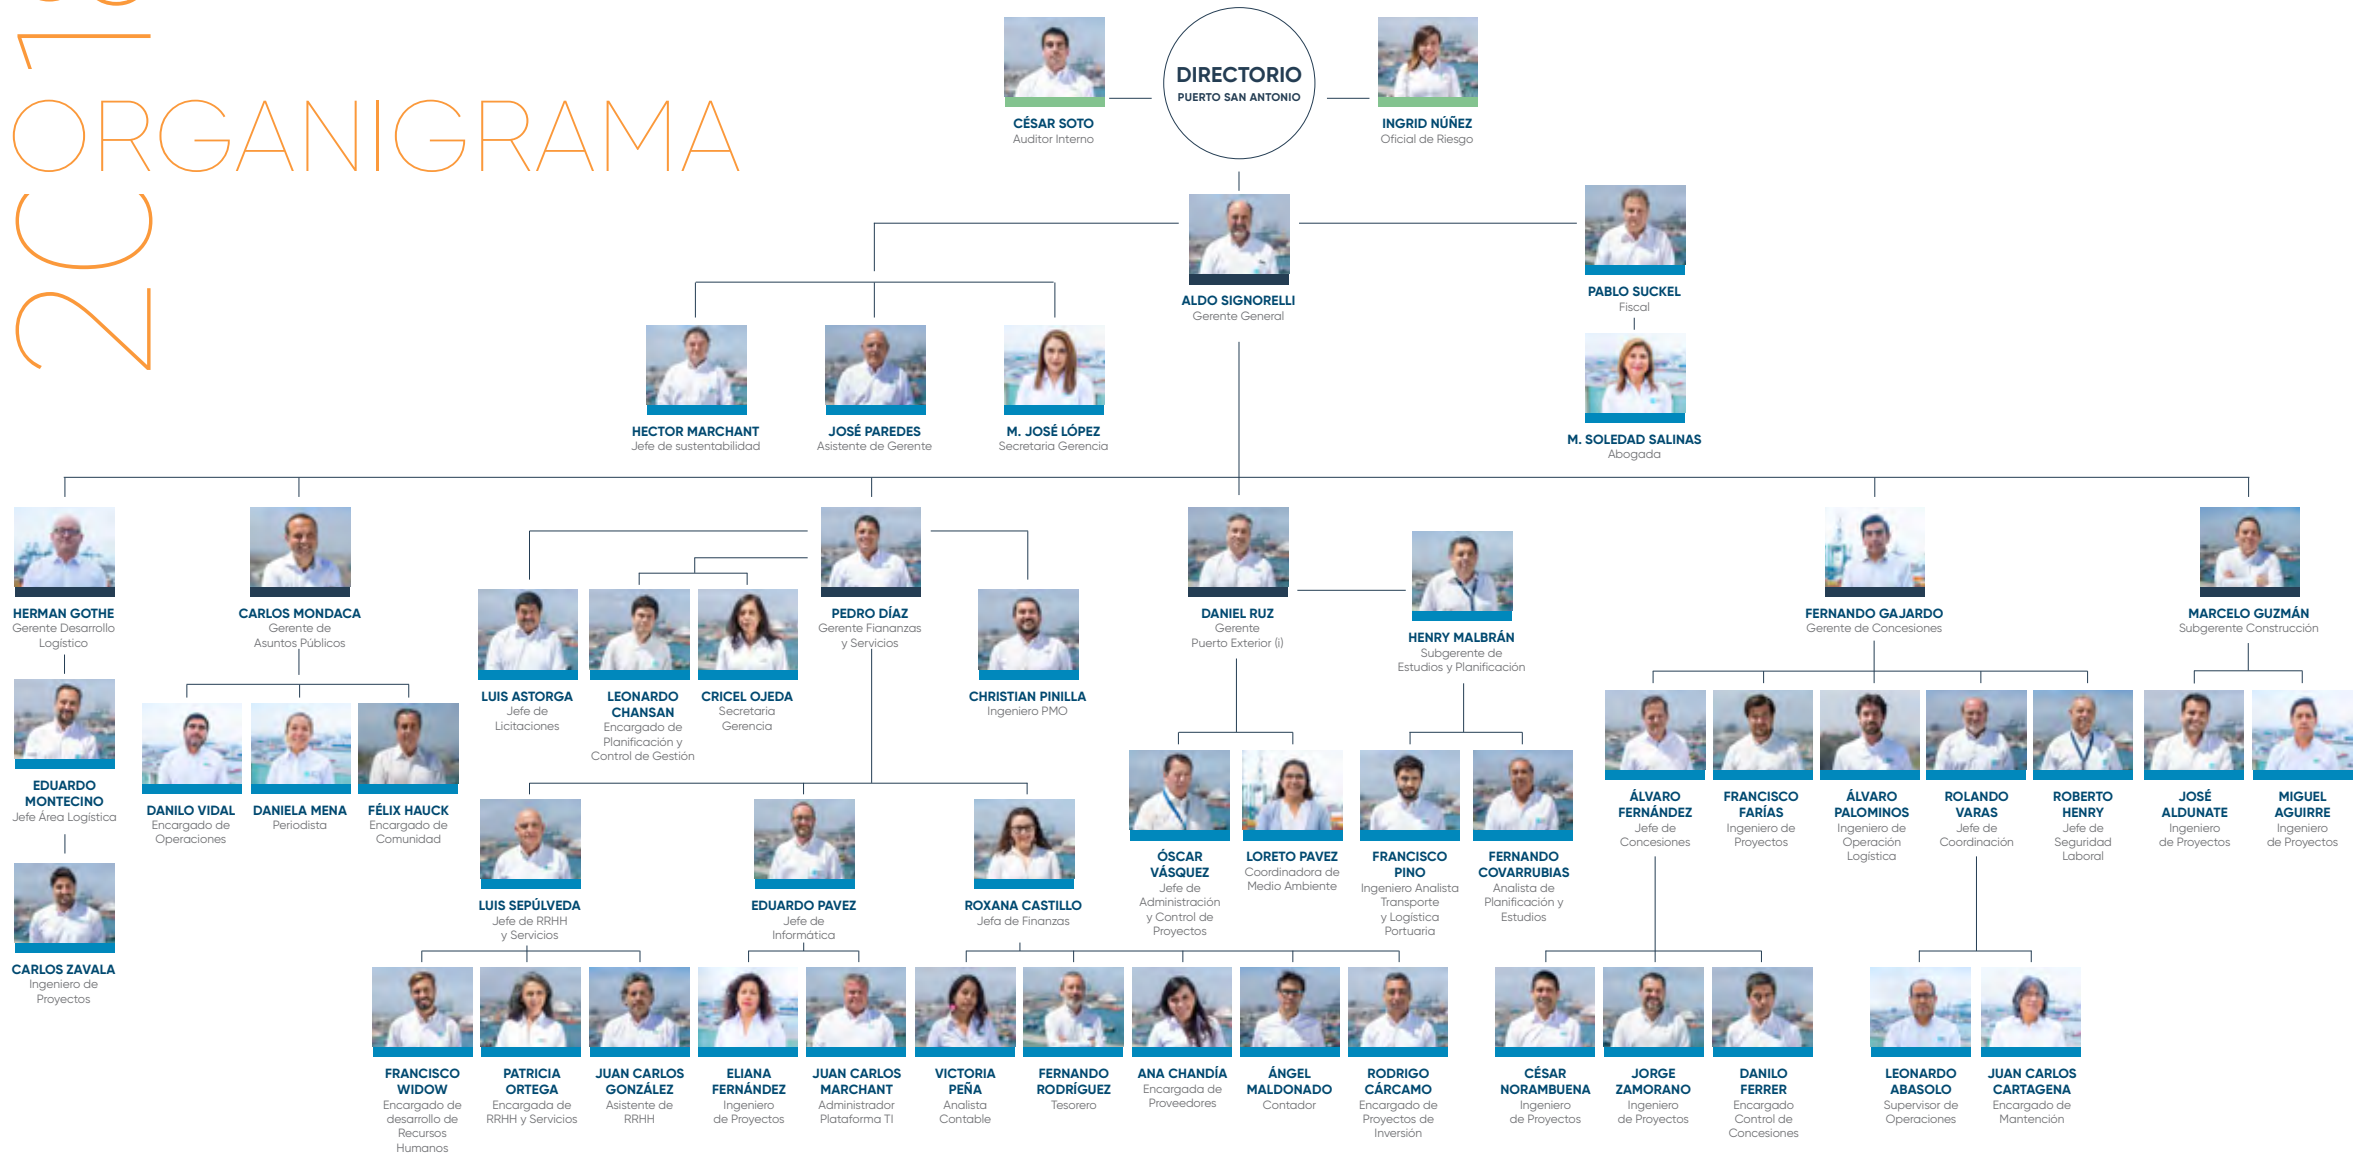 ORGANIGRAMA
DIRECTORIO
PUERTO SAN ANTONIO
CÉSAR SOTO
Auditor Interno
INGRID NÚÑEZ
Oficial de Riesgo
ALDO SIGNORELLI
Gerente General
PABLO SUCKEL
Fiscal
M. SOLEDAD SALINAS
Abogada
HECTOR MARCHANT
Jefe de sustentabilidad
JOSÉ PAREDES
Asistente de Gerente
M. JOSÉ LÓPEZ
Secretaria Gerencia
HERMAN GOTHE
Gerente Desarrollo
Logístico
CARLOS MONDACA
Gerente de
Asuntos Públicos
PEDRO DÍAZ
Gerente Fiananzas
y Servicios
DANIEL RUZ
Gerente
Puerto Exterior (i)
HENRY MALBRÁN
Subgerente de
Estudios y Planificación
FERNANDO GAJARDO
Gerente de Concesiones
MARCELO GUZMÁN
Subgerente Construcción
EDUARDO
MONTECINO
Jefe Área Logística
CARLOS ZAVALA
Ingeniero de
Proyectos
DANILO VIDAL
Encargado de
Operaciones
DANIELA MENA
Periodista
FÉLIX HAUCK
Encargado de
Comunidad
LUIS ASTORGA
Jefe de
Licitaciones
LEONARDO
CHANSAN
Encargado de
Planificación y
Control de Gestión
CRICEL OJEDA
Secretaria
Gerencia
CHRISTIAN PINILLA
Ingeniero PMO
LUIS SEPÚLVEDA
Jefe de RRHH
y Servicios
EDUARDO PAVEZ
Jefe de
Informática
ROXANA CASTILLO
Jefa de Finanzas
ÓSCAR
VÁSQUEZ
Jefe de
Administración
y Control de
Proyectos
LORETO PAVEZ
Coordinadora de
Medio Ambiente
FRANCISCO
PINO
Ingeniero Analista
Transporte
y Logística
Portuaria
FERNANDO
COVARRUBIAS
Analista de
Planificación y
Estudios
ÁLVARO
FERNÁNDEZ
Jefe de
Concesiones
FRANCISCO
FARÍAS
Ingeniero de
Proyectos
ÁLVARO
PALOMINOS
Ingeniero de
Operación
Logística
ROLANDO
VARAS
Jefe de
Coordinación
ROBERTO
HENRY
Jefe de
Seguridad
Laboral
JOSÉ
ALDUNATE
Ingeniero
de Proyectos
MIGUEL
AGUIRRE
Ingeniero
de Proyectos
FRANCISCO
WIDOW
Encargado de
desarrollo de
Recursos
Humanos
PATRICIA
ORTEGA
Encargada de
RRHH y Servicios
JUAN CARLOS
GONZÁLEZ
Asistente de
RRHH
ELIANA
FERNÁNDEZ
Ingeniero
de Proyectos
JUAN CARLOS
MARCHANT
Administrador
Plataforma TI
VICTORIA
PEÑA
Analista
Contable
FERNANDO
RODRÍGUEZ
Tesorero
ANA CHANDÍA
Encargada de
Proveedores
ÁNGEL
MALDONADO
Contador
RODRIGO
CÁRCAMO
Encargado de
Proyectos de
Inversión
CÉSAR
NORAMBUENA
Ingeniero
de Proyectos
JORGE
ZAMORANO
Ingeniero
de Proyectos
DANILO
FERRER
Encargado
Control de
Concesiones
LEONARDO
ABASOLO
Supervisor de
Operaciones
JUAN CARLOS
CARTAGENA
Encargado de
Mantención